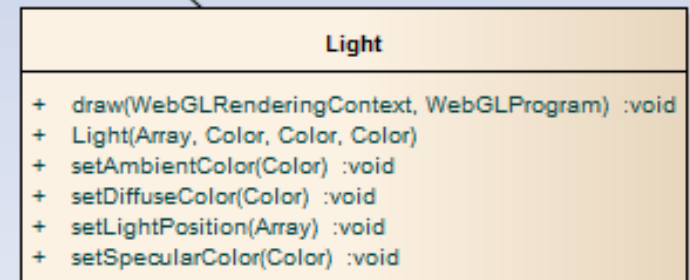 Light
+ draw(WebGLRenderingContext, WebGLProgram) :void
+ Light(Array, Color, Color, Color)
+ setAmbientColor(Color) :void
+ setDiffuseColor(Color) :void
+ setLightPosition(Array) :void
+ setSpecularColor(Color) :void